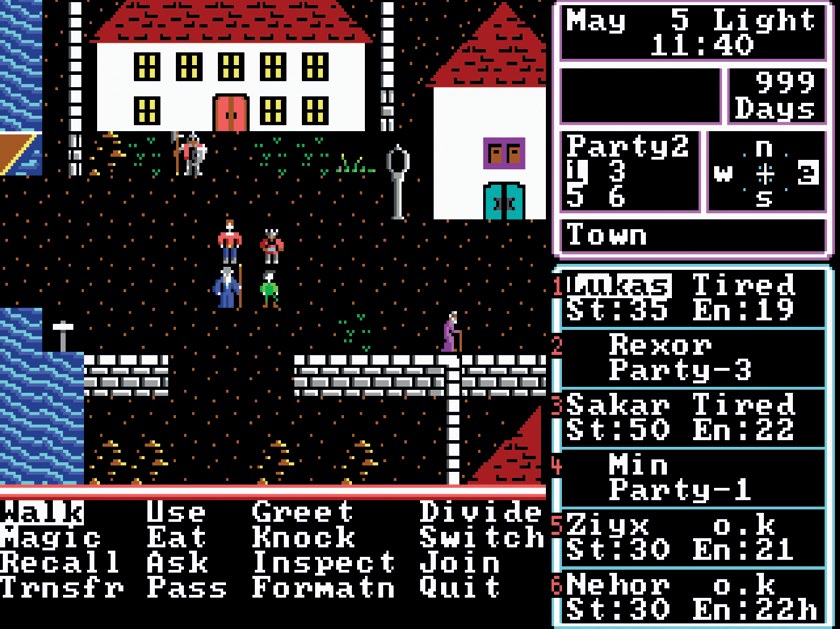 May 5 Light
11:40
999
Days
Party2
1 3
5 6
n
w e
s
Town
1 Lukas Tired
St:35 En:19
2 Rexor
Party-3
3 Sakar Tired
St:50 En:22
4 Min
Party-1
5 Ziyx o.k
St:30 En:21
6 Nehor o.k
St:30 En:22h
Walk Use Greet Divide
Magic Eat Knock Switch
Recall Ask Inspect Join
Trnsfr Pass Formatn Quit